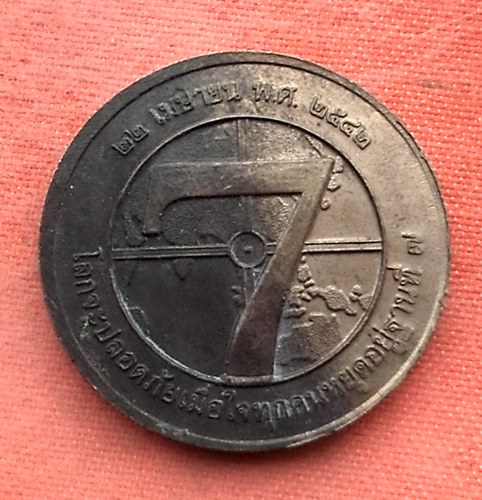 ๒๒ เมษายน พ.ศ. ๒๕๔๒
7
โลกจะปลอดภัยเมื่อใจทุกคนหยุดอยู่ฐานที่ ๗